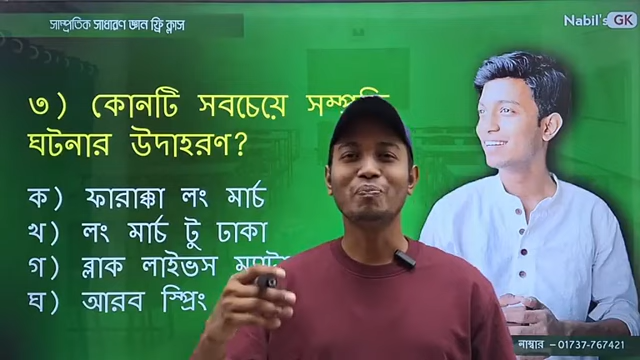 সাম্প্রতিক সাধারণ জ্ঞান ফ্রি ক্লাস
Nabil's GK
৩) কোনটি সবচেয়ে
ঘটনার উদাহরণ?
ক) ফারাক্কা লং মার্চ
খ) লং মার্চ টু ঢাকা
গ) ব্লাক লাইভস
ঘ) আরব স্প্রিং
নাম্বার – 01737-767421